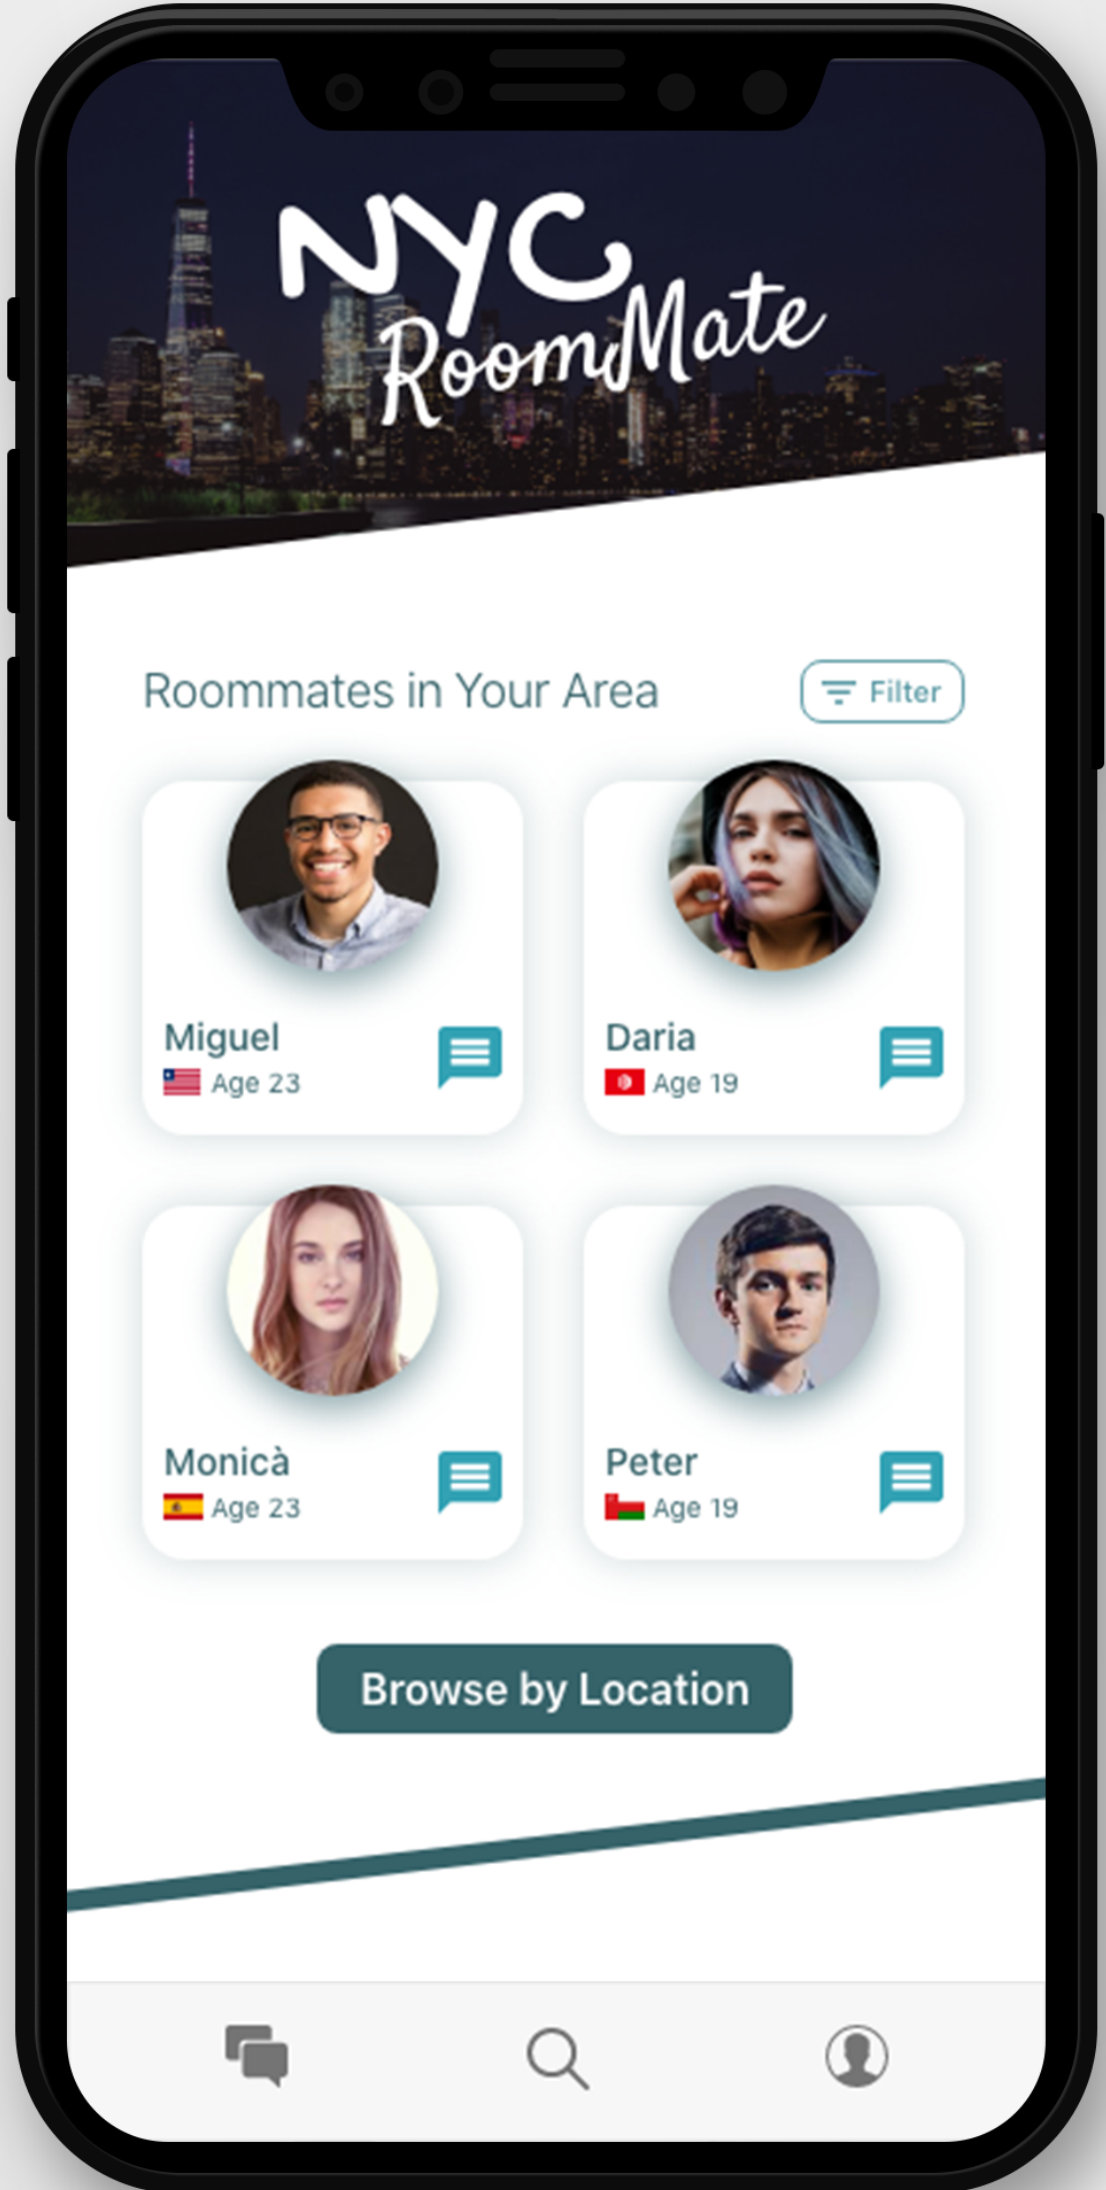 NYC
RoomMate
Roommates in Your Area
Filter
Miguel
Age 23
Daria
Age 19
Monicà
Age 23
Peter
Age 19
Browse by Location